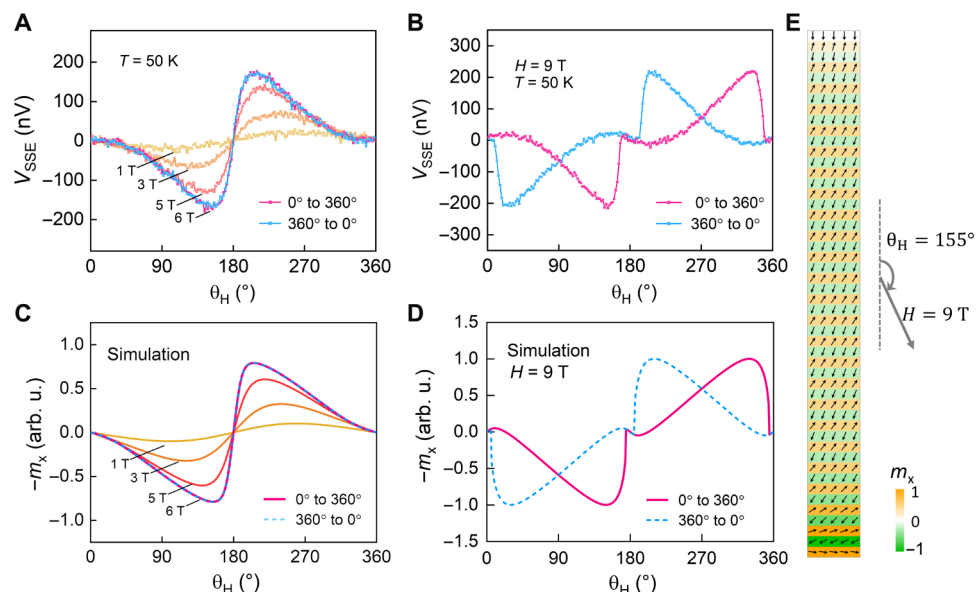 A
T = 50 K
V_SSE (nV)
200
100
0
−100
−200
1 T
3 T
5 T
6 T
0° to 360°
360° to 0°
0 90 180 270 360
θ_H (°)
B
H = 9 T
T = 50 K
V_SSE (nV)
300
200
100
0
−100
−200
−300
0° to 360°
360° to 0°
0 90 180 270 360
θ_H (°)
C
Simulation
−m_x (arb. u.)
1.0
0.5
0.0
−0.5
−1.0
1 T
3 T
5 T
6 T
0° to 360°
360° to 0°
0 90 180 270 360
θ_H (°)
D
Simulation
H = 9 T
−m_x (arb. u.)
1.5
1.0
0.5
0.0
−0.5
−1.0
−1.5
0° to 360°
360° to 0°
0 90 180 270 360
θ_H (°)
E
θ_H = 155°
H = 9 T
m_x
1
0
−1